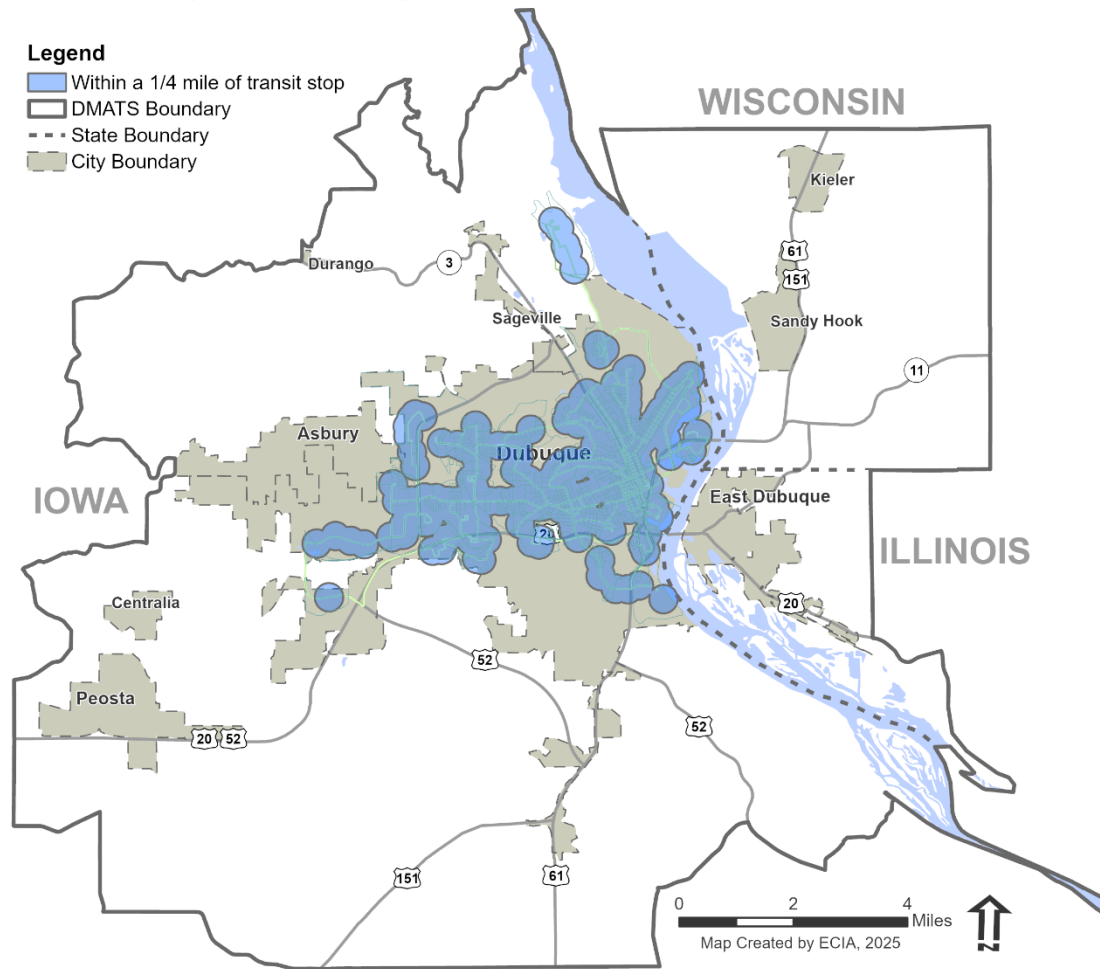 Legend
Within a 1/4 mile of transit stop
DMATS Boundary
State Boundary
City Boundary
WISCONSIN
Kieler
61
151
Durango
3
Sageville
Sandy Hook
11
Asbury
Dubuque
IOWA
East Dubuque
20
ILLINOIS
Centralia
20
52
Peosta
52
20
52
151
61
0
2
4
Miles
Map Created by ECIA, 2025
N